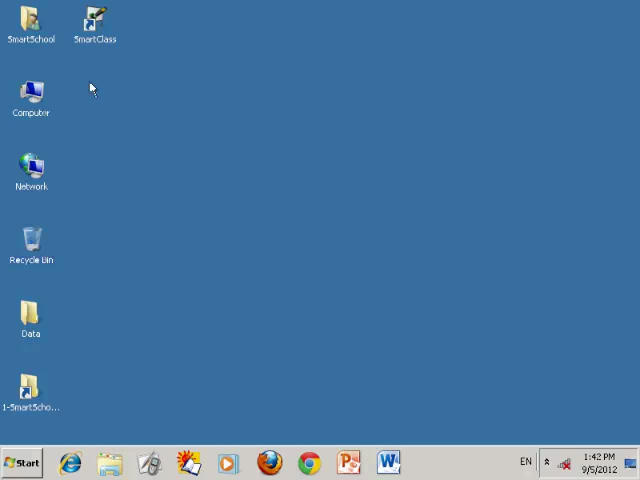 SmartSchool
SmartClass
Computer
Network
Recycle Bin
Data
1-SmartScho...
Start
EN
1:42 PM
9/5/2012